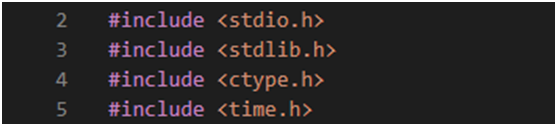 2 #include <stdio.h>
3 #include <stdlib.h>
4 #include <ctype.h>
5 #include <time.h>